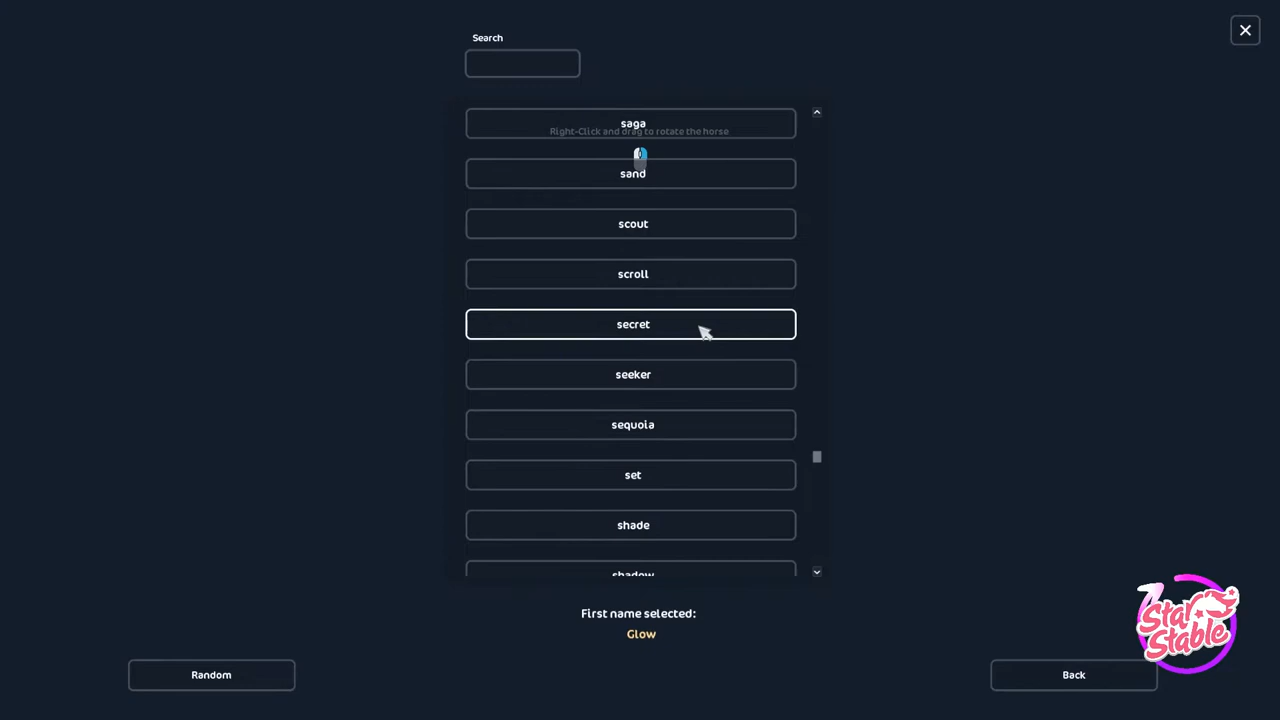 Search
saga
Right-Click and drag to rotate the horse
sand
scout
scroll
secret
seeker
sequoia
set
shade
shadow
First name selected:
Glow
Random
Back
Star
Stable